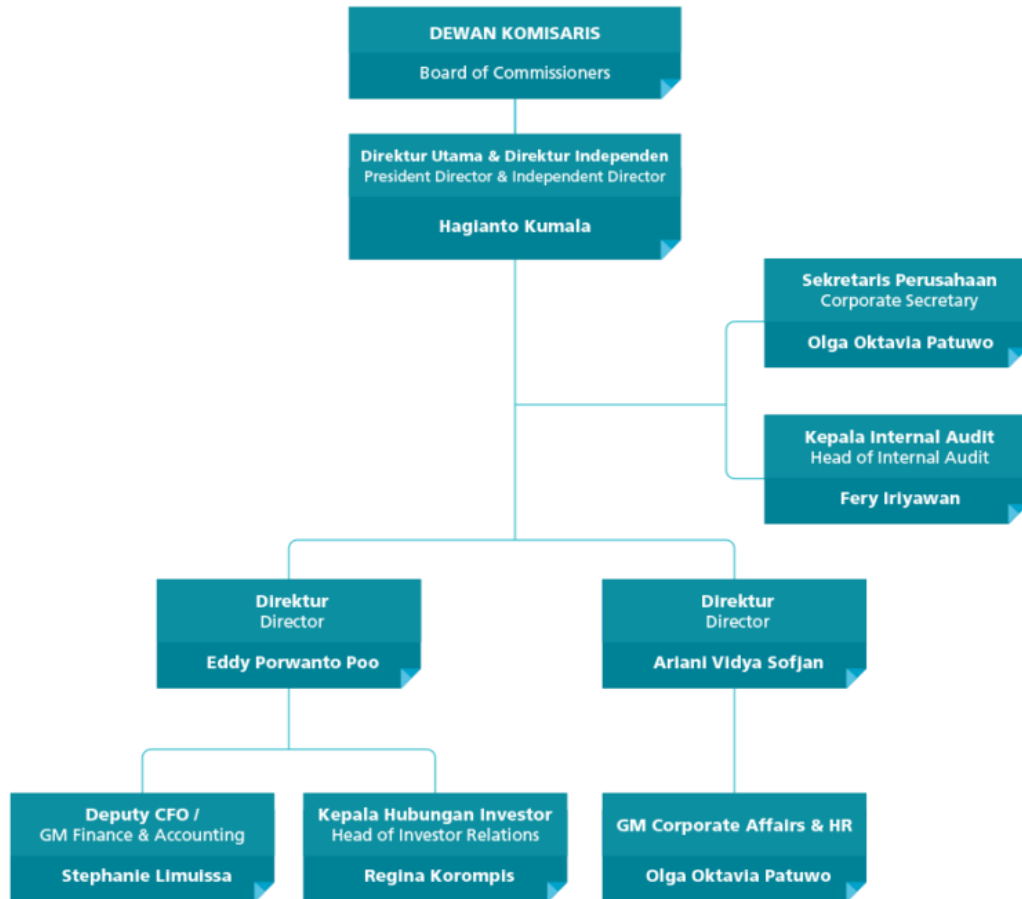 DEWAN KOMISARIS
Board of Commissioners
Direktur Utama & Direktur Independen
President Director & Independent Director
Hagianto Kumala
Sekretaris Perusahaan
Corporate Secretary
Olga Oktavia Patuwo
Kepala Internal Audit
Head of Internal Audit
Fery Iriyawan
Direktur
Director
Eddy Porwanto Poo
Direktur
Director
Ariani Vidya Sofjan
Deputy CFO /
GM Finance & Accounting
Stephanie Limuissa
Kepala Hubungan Investor
Head of Investor Relations
Regina Korompis
GM Corporate Affairs & HR
Olga Oktavia Patuwo